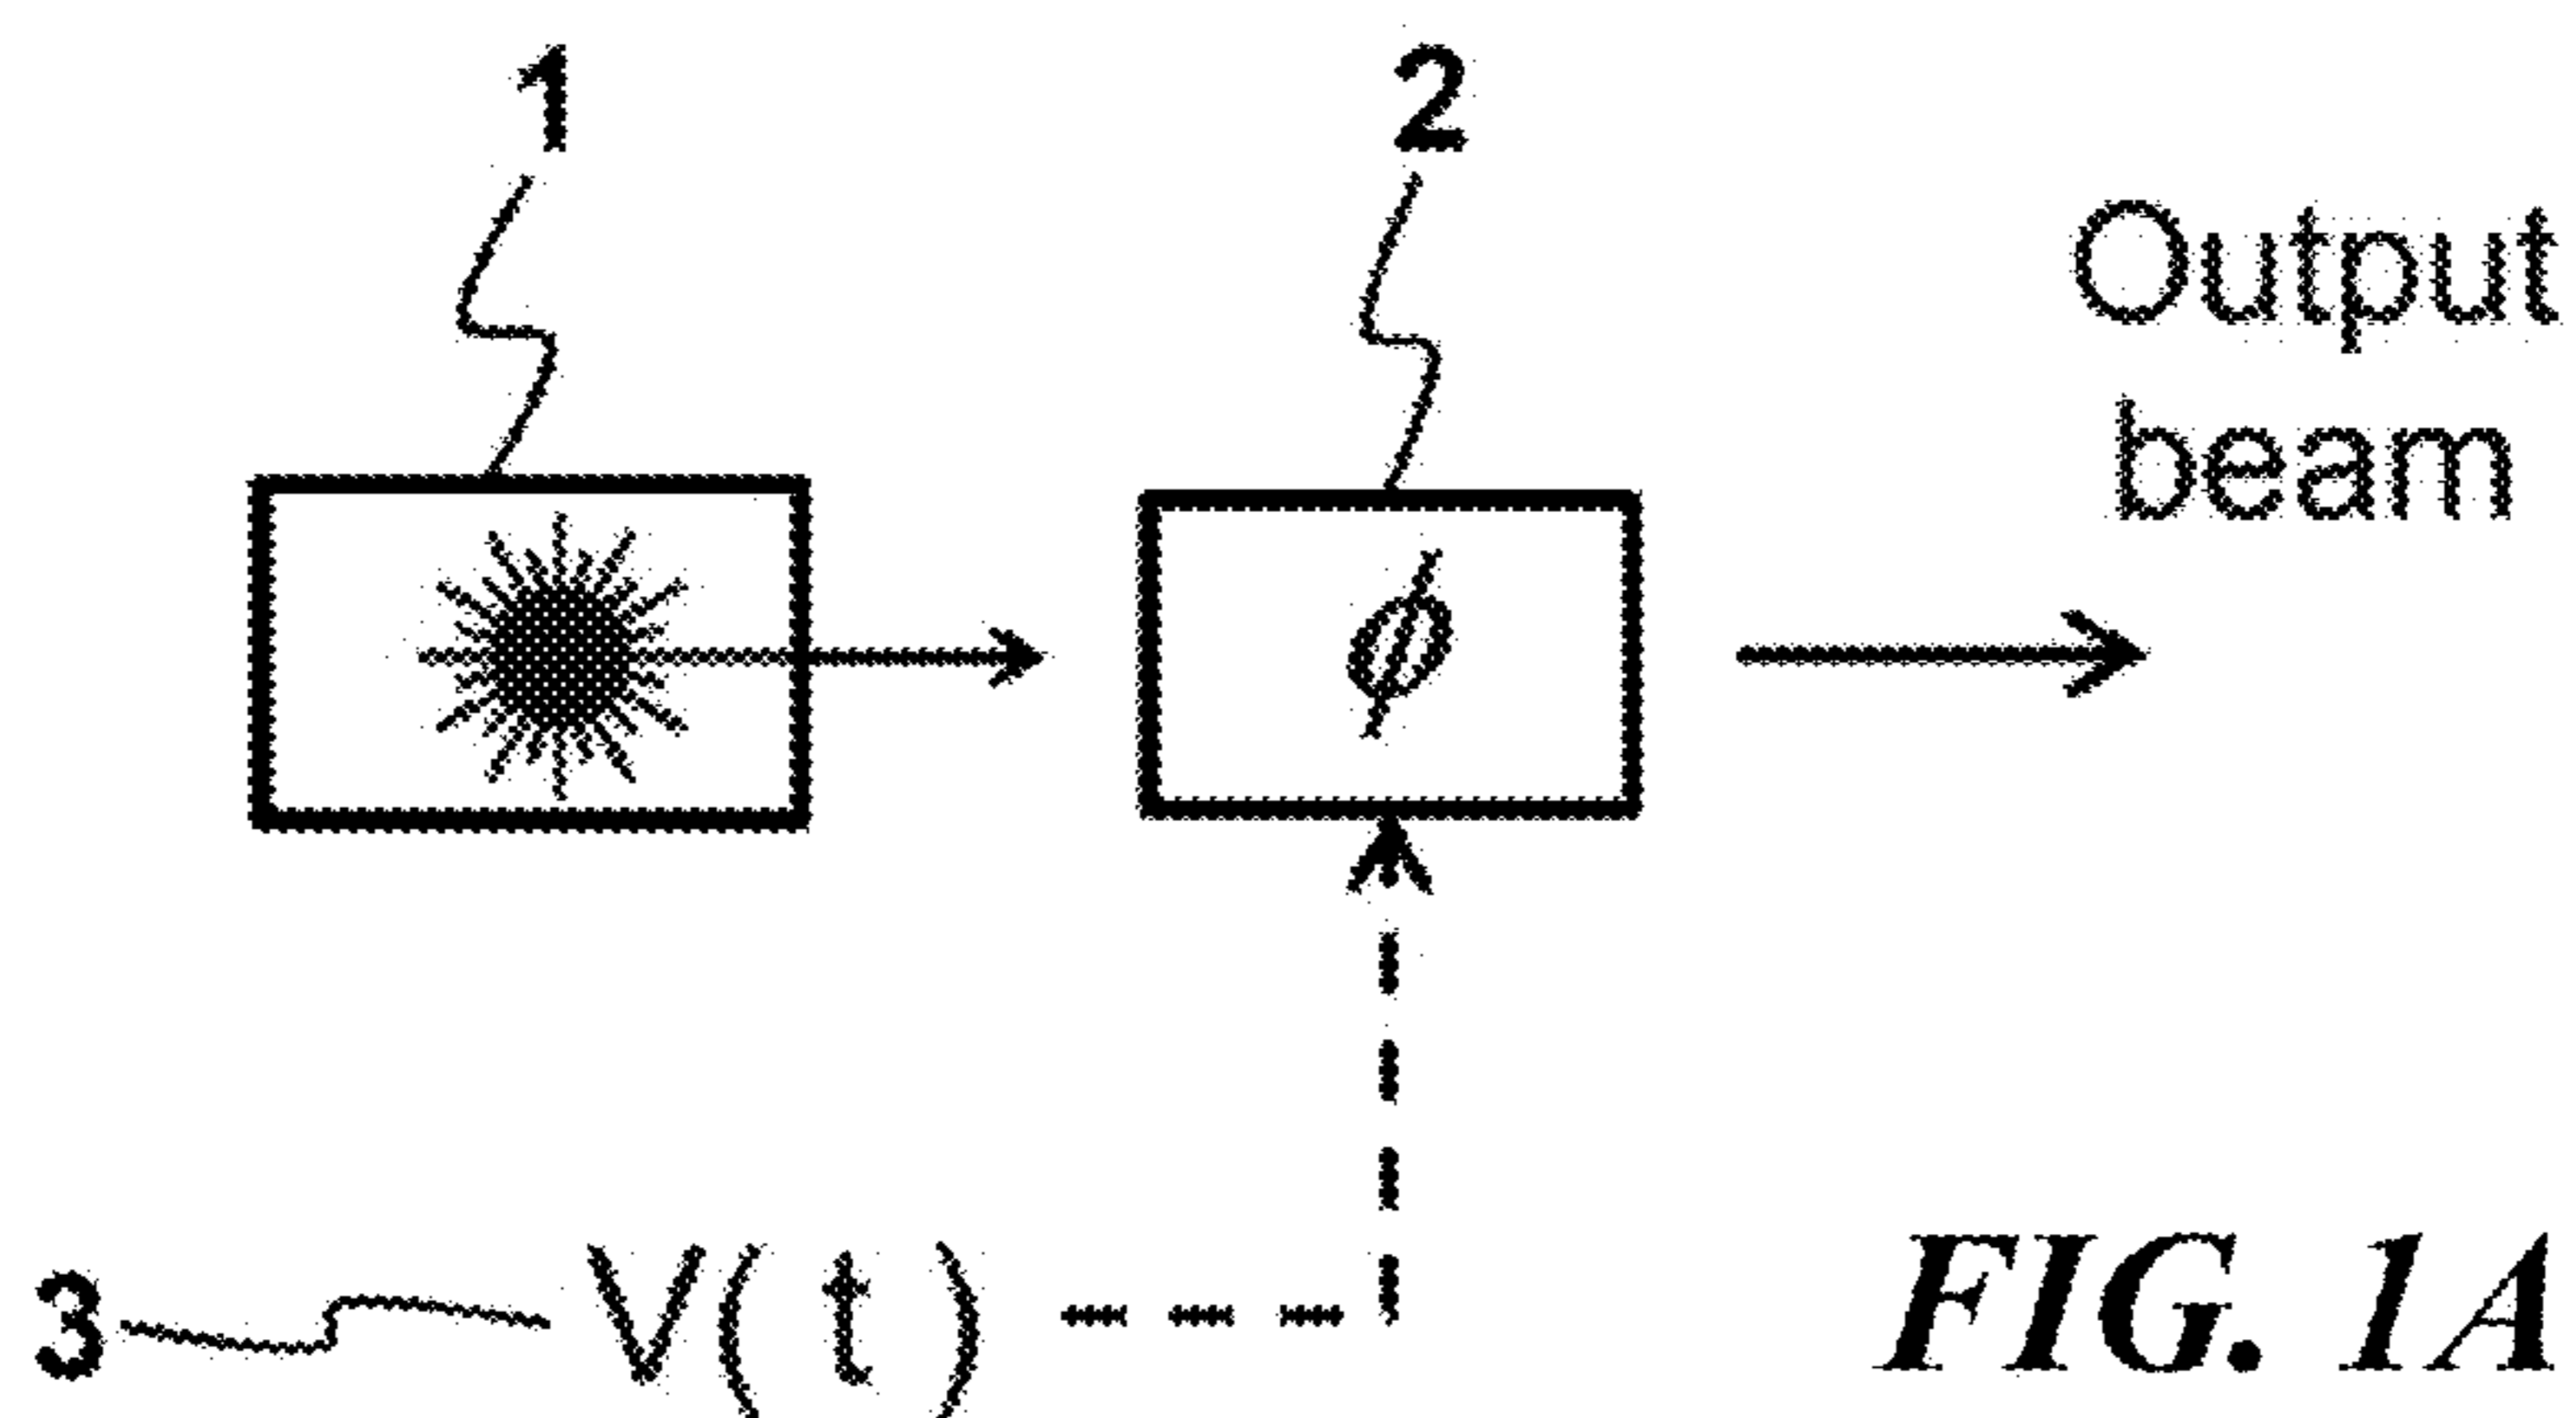 1
2
Output
beam
ϕ
3
V( t )
FIG. 1A